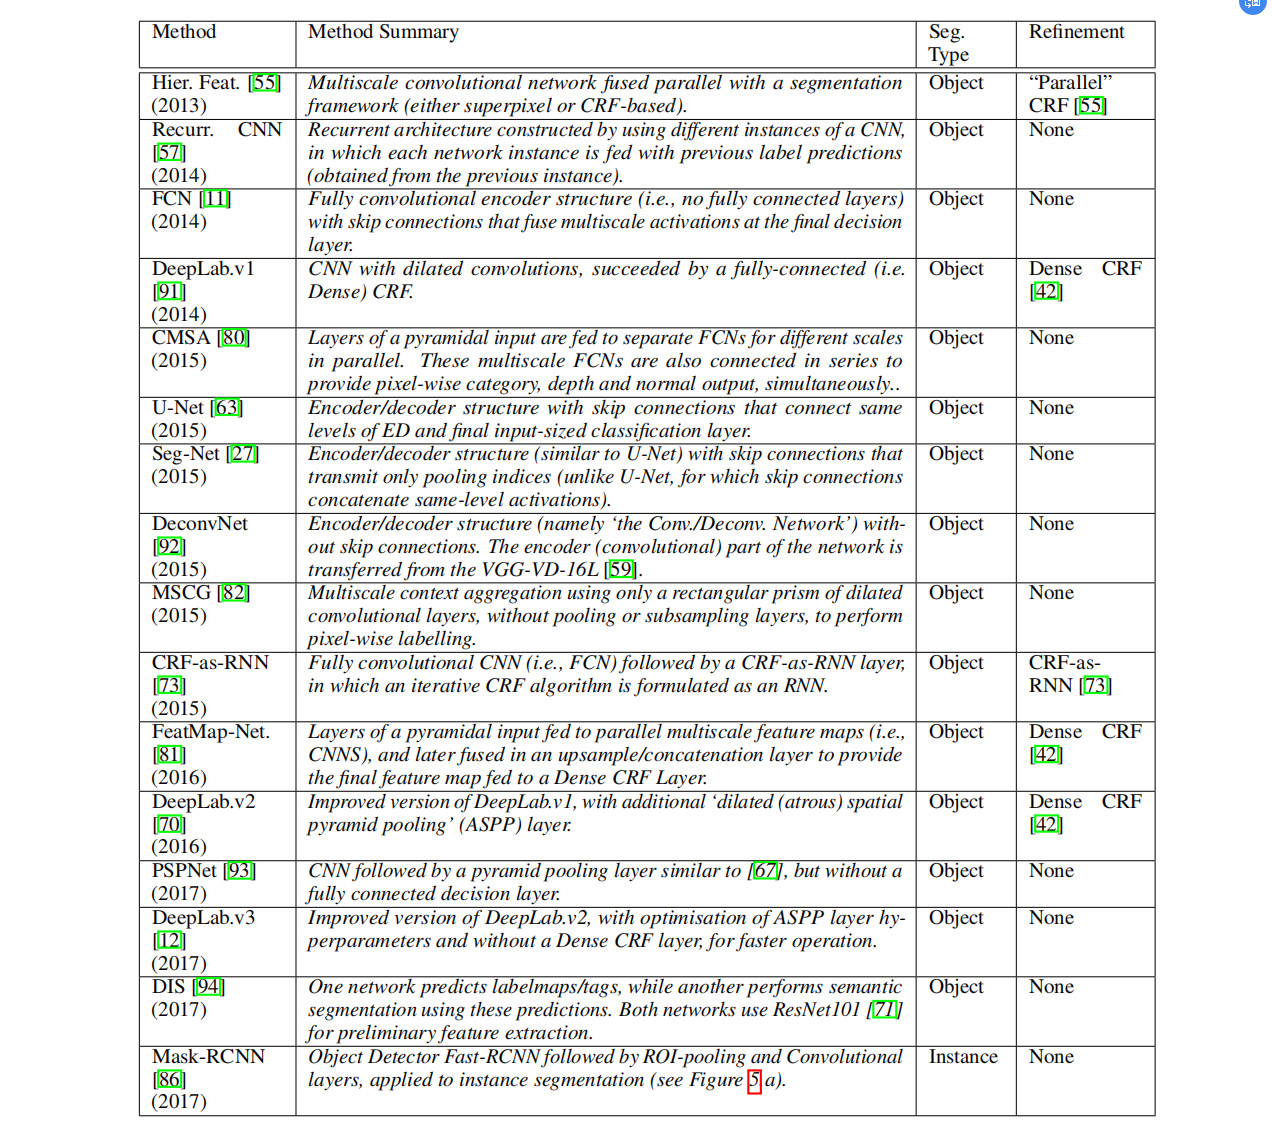 Method Method Summary Seg. Type Refinement
Hier. Feat. [55] Multiscale convolutional network fused parallel with a segmentation Object “Parallel”
(2013) framework (either superpixel or CRF-based). CRF [55]
Recurr. CNN Recurrent architecture constructed by using different instances of a CNN, Object None
[57] in which each network instance is fed with previous label predictions
(2014) (obtained from the previous instance).
FCN [11] Fully convolutional encoder structure (i.e., no fully connected layers) Object None
(2014) with skip connections that fuse multiscale activations at the final decision
layer.
DeepLab.v1 CNN with dilated convolutions, succeeded by a fully-connected (i.e. Object Dense CRF
[91] Dense) CRF. [42]
(2014)
CMSA [80] Layers of a pyramidal input are fed to separate FCNs for different scales Object None
(2015) in parallel. These multiscale FCNs are also connected in series to
provide pixel-wise category, depth and normal output, simultaneously..
U-Net [63] Encoder/decoder structure with skip connections that connect same Object None
(2015) levels of ED and final input-sized classification layer.
Seg-Net [27] Encoder/decoder structure (similar to U-Net) with skip connections that Object None
(2015) transmit only pooling indices (unlike U-Net, for which skip connections
concatenate same-level activations).
DeconvNet Encoder/decoder structure (namely ‘the Conv./Deconv. Network’) with- Object None
[92] out skip connections. The encoder (convolutional) part of the network is
(2015) transferred from the VGG-VD-16L [59].
MSCG [82] Multiscale context aggregation using only a rectangular prism of dilated Object None
(2015) convolutional layers, without pooling or subsampling layers, to perform
pixel-wise labelling.
CRF-as-RNN Fully convolutional CNN (i.e., FCN) followed by a CRF-as-RNN layer, Object CRF-as-
[73] in which an iterative CRF algorithm is formulated as an RNN. RNN [73]
(2015)
FeatMap-Net. Layers of a pyramidal input fed to parallel multiscale feature maps (i.e., Object Dense CRF
[81] CNNS), and later fused in an upsample/concatenation layer to provide [42]
(2016) the final feature map fed to a Dense CRF Layer.
DeepLab.v2 Improved version of DeepLab.v1, with additional ‘dilated (atrous) spatial Object Dense CRF
[70] pyramid pooling’ (ASPP) layer. [42]
(2016)
PSPNet [93] CNN followed by a pyramid pooling layer similar to [67], but without a Object None
(2017) fully connected decision layer.
DeepLab.v3 Improved version of DeepLab.v2, with optimisation of ASPP layer hy- Object None
[12] perparameters and without a Dense CRF layer, for faster operation.
(2017)
DIS [94] One network predicts labelmaps/tags, while another performs semantic Object None
(2017) segmentation using these predictions. Both networks use ResNet101 [71]
for preliminary feature extraction.
Mask-RCNN Object Detector Fast-RCNN followed by ROI-pooling and Convolutional Instance None
[86] layers, applied to instance segmentation (see Figure 5 a).
(2017)